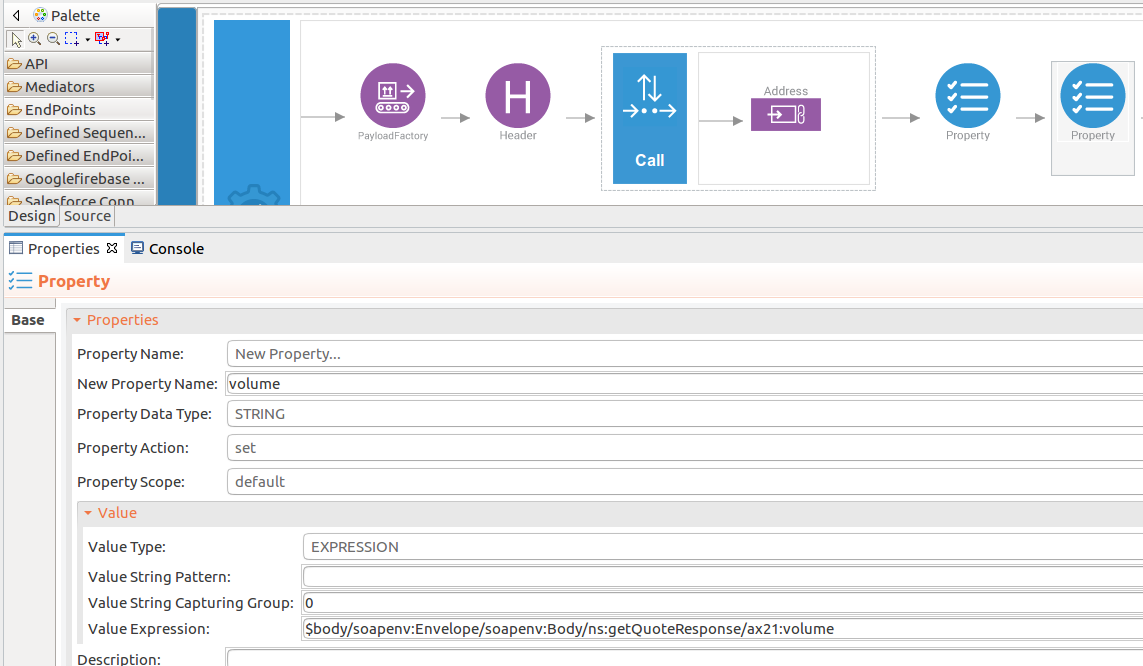 Palette
API
Mediators
EndPoints
Defined Sequen...
Defined EndPoi...
Googlefirebase ...
Salesforce Conn
PayloadFactory
H
Header
Call
Address
Property
Property
Design Source
Properties Console
Property
Base
Properties
Property Name: New Property...
New Property Name: volume
Property Data Type: STRING
Property Action: set
Property Scope: default
Value
Value Type: EXPRESSION
Value String Pattern:
Value String Capturing Group: 0
Value Expression: $body/soapenv:Envelope/soapenv:Body/ns:getQuoteResponse/ax21:volume
Description: